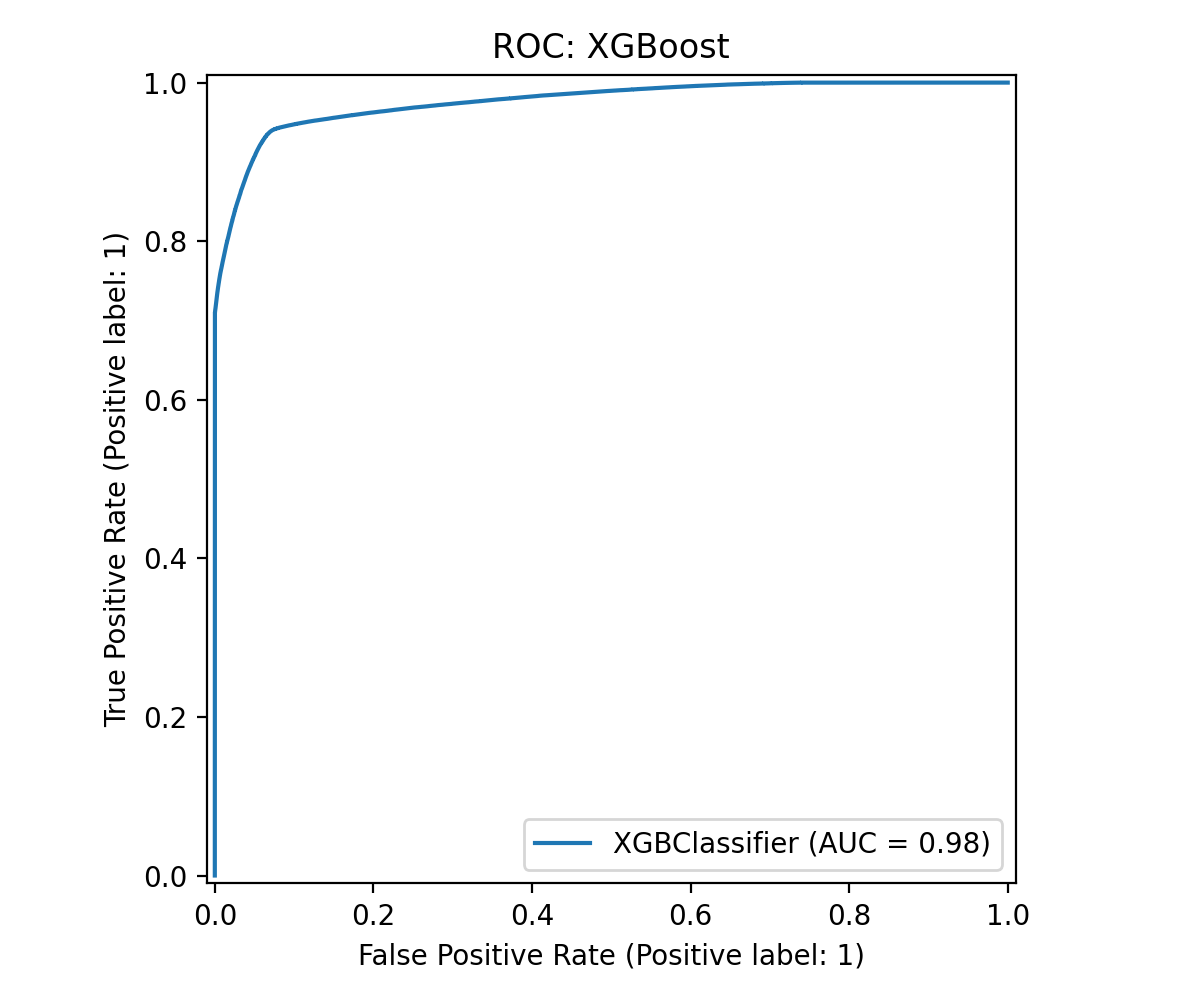 ROC: XGBoost
True Positive Rate (Positive label: 1)
1.0
0.8
0.6
0.4
0.2
0.0
XGBClassifier (AUC = 0.98)
0.0 0.2 0.4 0.6 0.8 1.0
False Positive Rate (Positive label: 1)